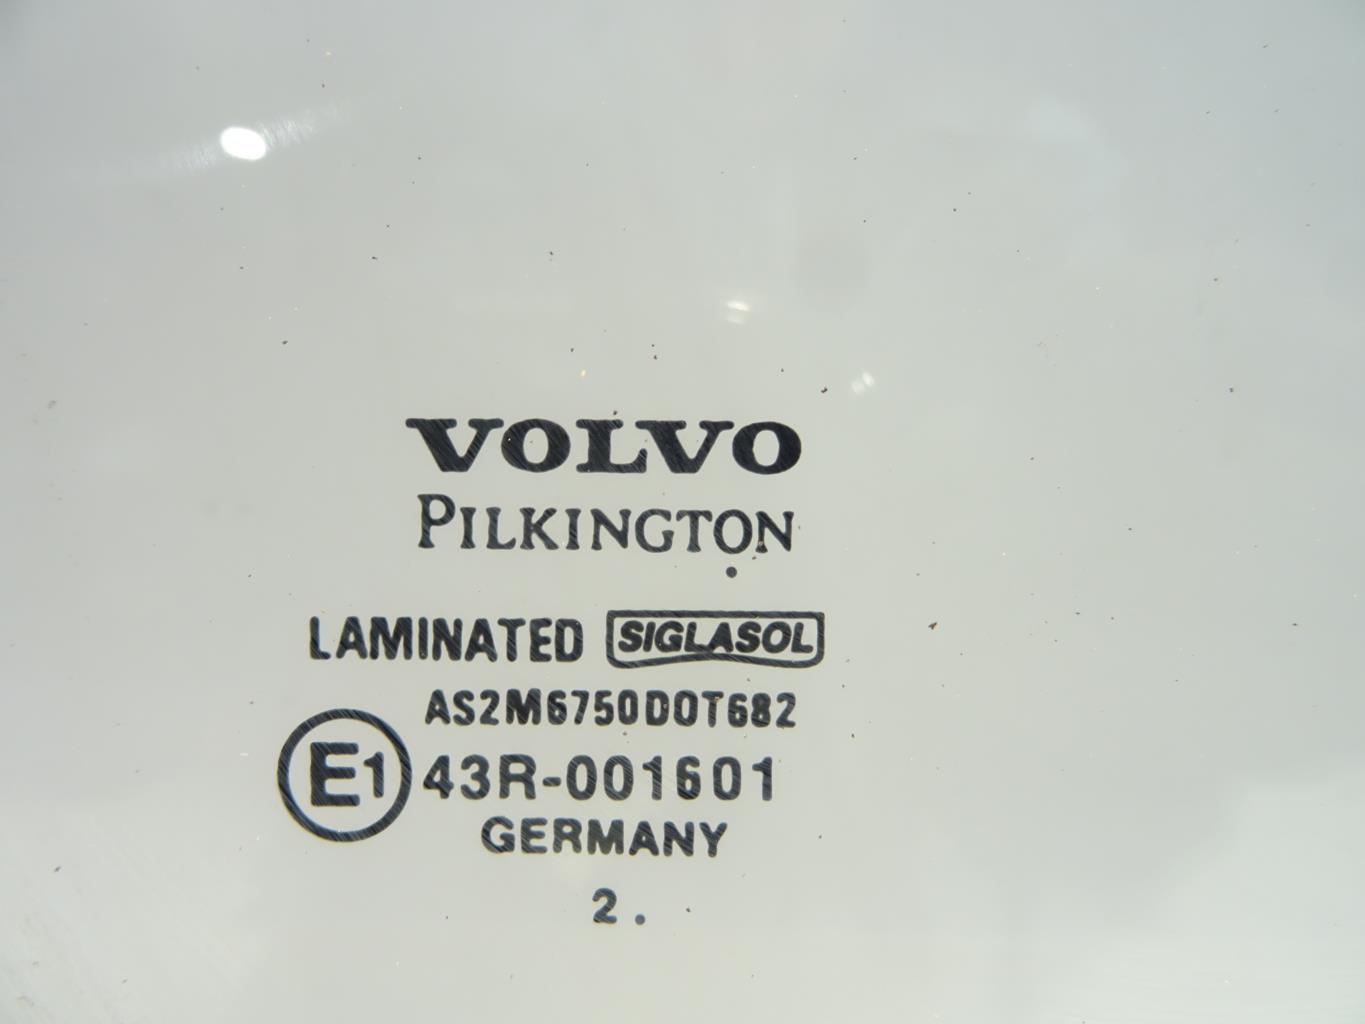 VOLVO
PILKINGTON
.
LAMINATED SIGLASOL
AS2M6750DOT682
E1 43R-001601
GERMANY
2 .